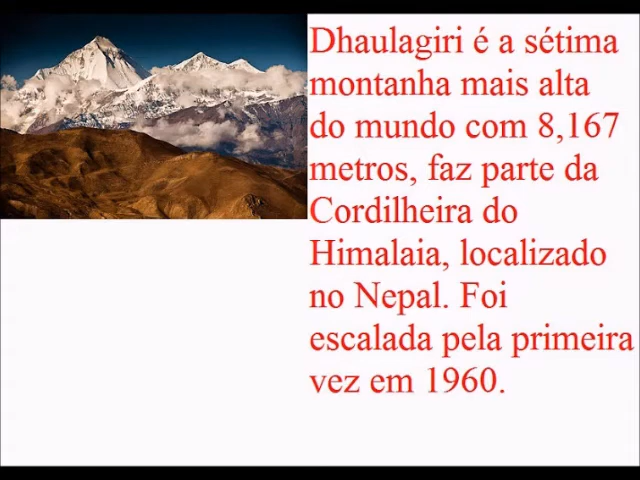 Dhaulagiri é a sétima
montanha mais alta
do mundo com 8,167
metros, faz parte da
Cordilheira do
Himalaia, localizado
no Nepal. Foi
escalada pela primeira
vez em 1960.